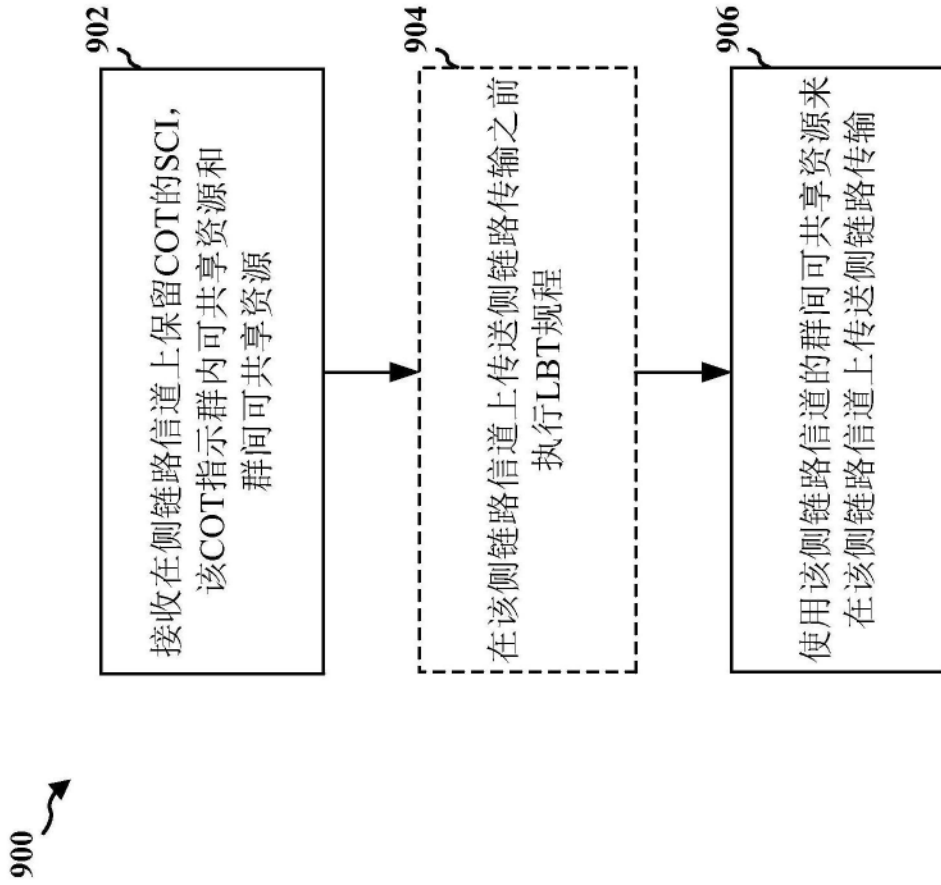 900
902
接收在侧链路信道上保留COT的SCI,
该COT指示群内可共享资源和
群间可共享资源
904
在该侧链路信道上传送侧链路传输之前
执行LBT规程
906
使用该侧链路信道的群间可共享资源来
在该侧链路信道上传送侧链路传输